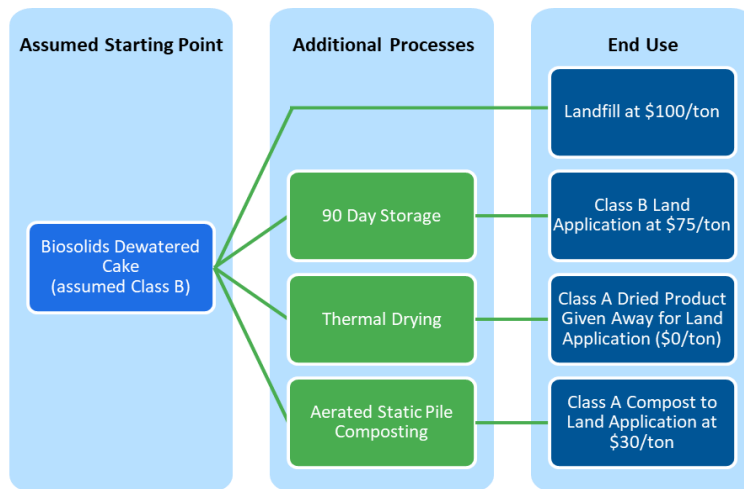 Assumed Starting Point
Additional Processes
End Use
Landfill at $100/ton
Biosolids Dewatered
Cake
(assumed Class B)
90 Day Storage
Class B Land
Application at $75/ton
Thermal Drying
Class A Dried Product
Given Away for Land
Application ($0/ton)
Aerated Static Pile
Composting
Class A Compost to
Land Application at
$30/ton